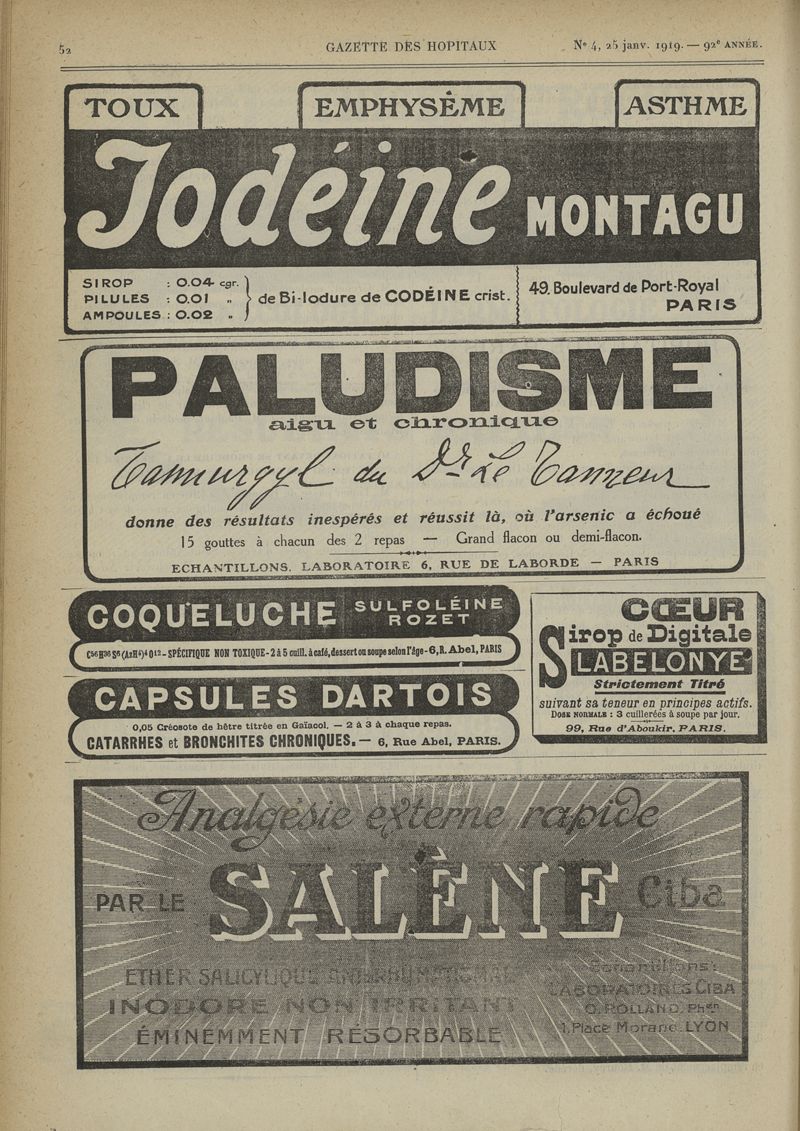 52
GAZETTE DES HOPITAUX
N° 4, 25 janv. 1919. — 92e ANNÉE.
TOUX
EMPHYSÈME
ASTHME
Iodéine MONTAGU
SIROP : 0.04 cgr.
PILULES : 0.01 „
AMPOULES : 0.02 „
de Bi-Iodure de CODÉINE crist.
49, Boulevard de Port-Royal
PARIS
PALUDISME
aigu et chronique
Tannurgyl du Dr Le Tanneur
donne des résultats inespérés et réussit là, où l'arsenic a échoué
15 gouttes à chacun des 2 repas — Grand flacon ou demi-flacon.
ECHANTILLONS, LABORATOIRE 6, RUE DE LABORDE — PARIS
COQUELUCHE SULFOLÉINE
ROZET
C56H36S6(AzH4)4O12 - SPÉCIFIQUE NON TOXIQUE - 2 à 5 cuill. à café, dessert ou soupe selon l'âge - 6, R. Abel, PARIS
CAPSULES DARTOIS
0,05 Créosote de hêtre titrée en Gaïacol. — 2 à 3 à chaque repas.
CATARRHES et BRONCHITES CHRONIQUES. — 6, Rue Abel, PARIS.
CŒUR
Sirop de Digitale
LABELONYE
Strictement Titré
suivant sa teneur en principes actifs.
DOSE NORMALE : 3 cuillerées à soupe par jour.
99, Rue d'Aboukir, PARIS.
Analgésie externe rapide
PAR LE SALÈNE Ciba
ETHER SALICYLIQUE ANTIRHUMATISMAL
INODORE NON IRRITANT
ÉMINEMMENT RÉSORBABLE
Echantillons :
LABORATOIRES CIBA
O. ROLLAND, Phen
1, Place Morand, LYON